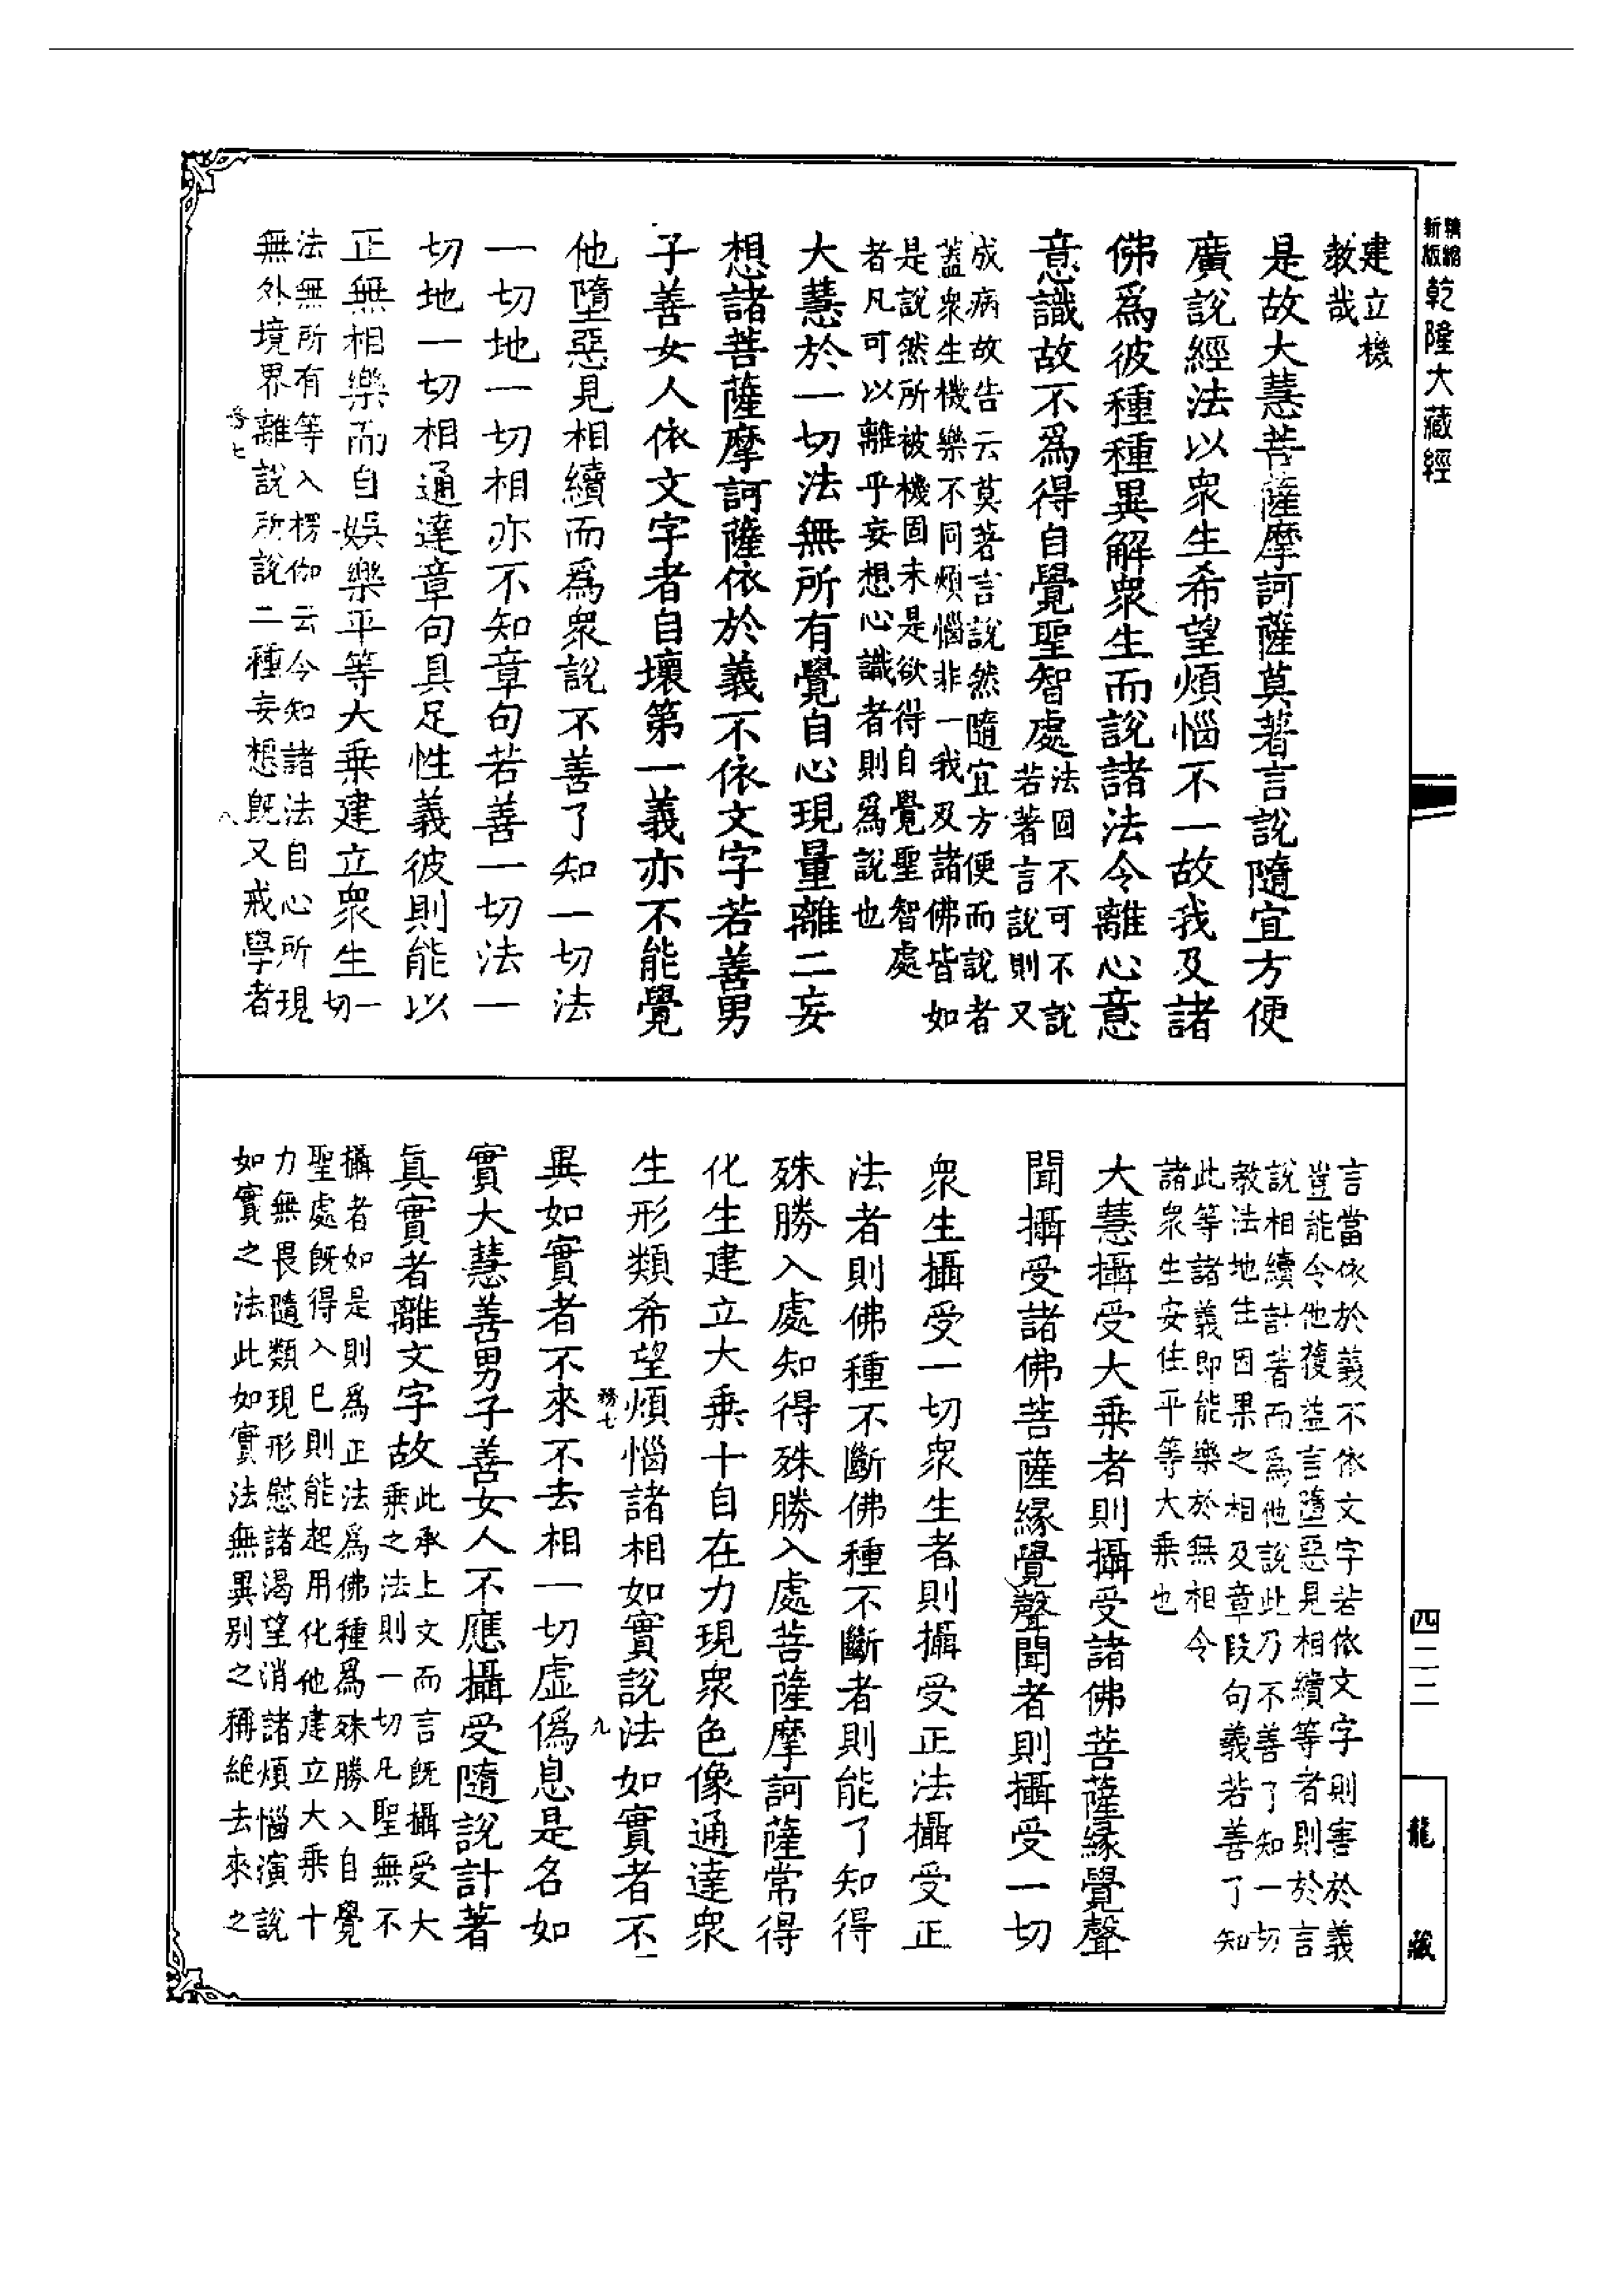 精縮
新版
乾隆大藏經
建立機
教哉
是故大慧菩薩摩訶薩莫著言說隨宜方便
廣說經法以衆生希望煩惱不一故我及諸
佛爲彼種種異解衆生而說諸法令離心意
意識故不爲得自覺聖智處
法固不可不說
若著言說則又
成病故告云莫著言說然隨宜方便而說者
蓋衆生機樂不同煩惱非一我及諸佛皆如
是說然所被機固未是欲得自覺聖智處
者凡可以離乎妄想心識者則爲說也
大慧於一切法無所有覺自心現量離二妄
想諸菩薩摩訶薩依於義不依文字若善男
子善女人依文字者自壞第一義亦不能覺
他墮惡見相續而爲衆說不善了知一切法
一切地一切相亦不知章句若善一切法一
切地一切相通達章句具足性義彼則能以
正無相樂而自娛樂平等大乘建立衆生
一
切
法無所有等入楞伽云今知諸法自心所現
無外境界離說所說二種妄想旣又戒學者
八
言當依於義不依文字若依文字則害於義
豈能令他獲益言墮惡見相續等者則於言
說相續計著而爲他說此乃不善了知一切
教法地位因果之相及章段句義若善了知
此等諸義即能樂於無相令
諸衆生安住平等大乘也
大慧攝受大乘者則攝受諸佛菩薩緣覺聲
聞攝受諸佛菩薩緣覺聲聞者則攝受一切
衆生攝受一切衆生者則攝受正法攝受正
法者則佛種不斷佛種不斷者則能了知得
殊勝入處知得殊勝入處菩薩摩訶薩常得
化生建立大乘十自在力現衆色像通達衆
生形類希望煩惱諸相如實說法如實者不
九
異如實者不來不去相一切虛僞息是名如
實大慧善男子善女人不應攝受隨說計著
眞實者離文字故
此承上文而言旣攝受大
乘之法則一切凡聖無不
攝者如是則爲正法爲佛種爲殊勝入自覺
聖處旣得入已則能起用化他建立大乘十
力無畏隨類現形慰諸渴望消諸煩惱演說
如實之法此如實法無異別之稱絶去來之
四二二
龍藏